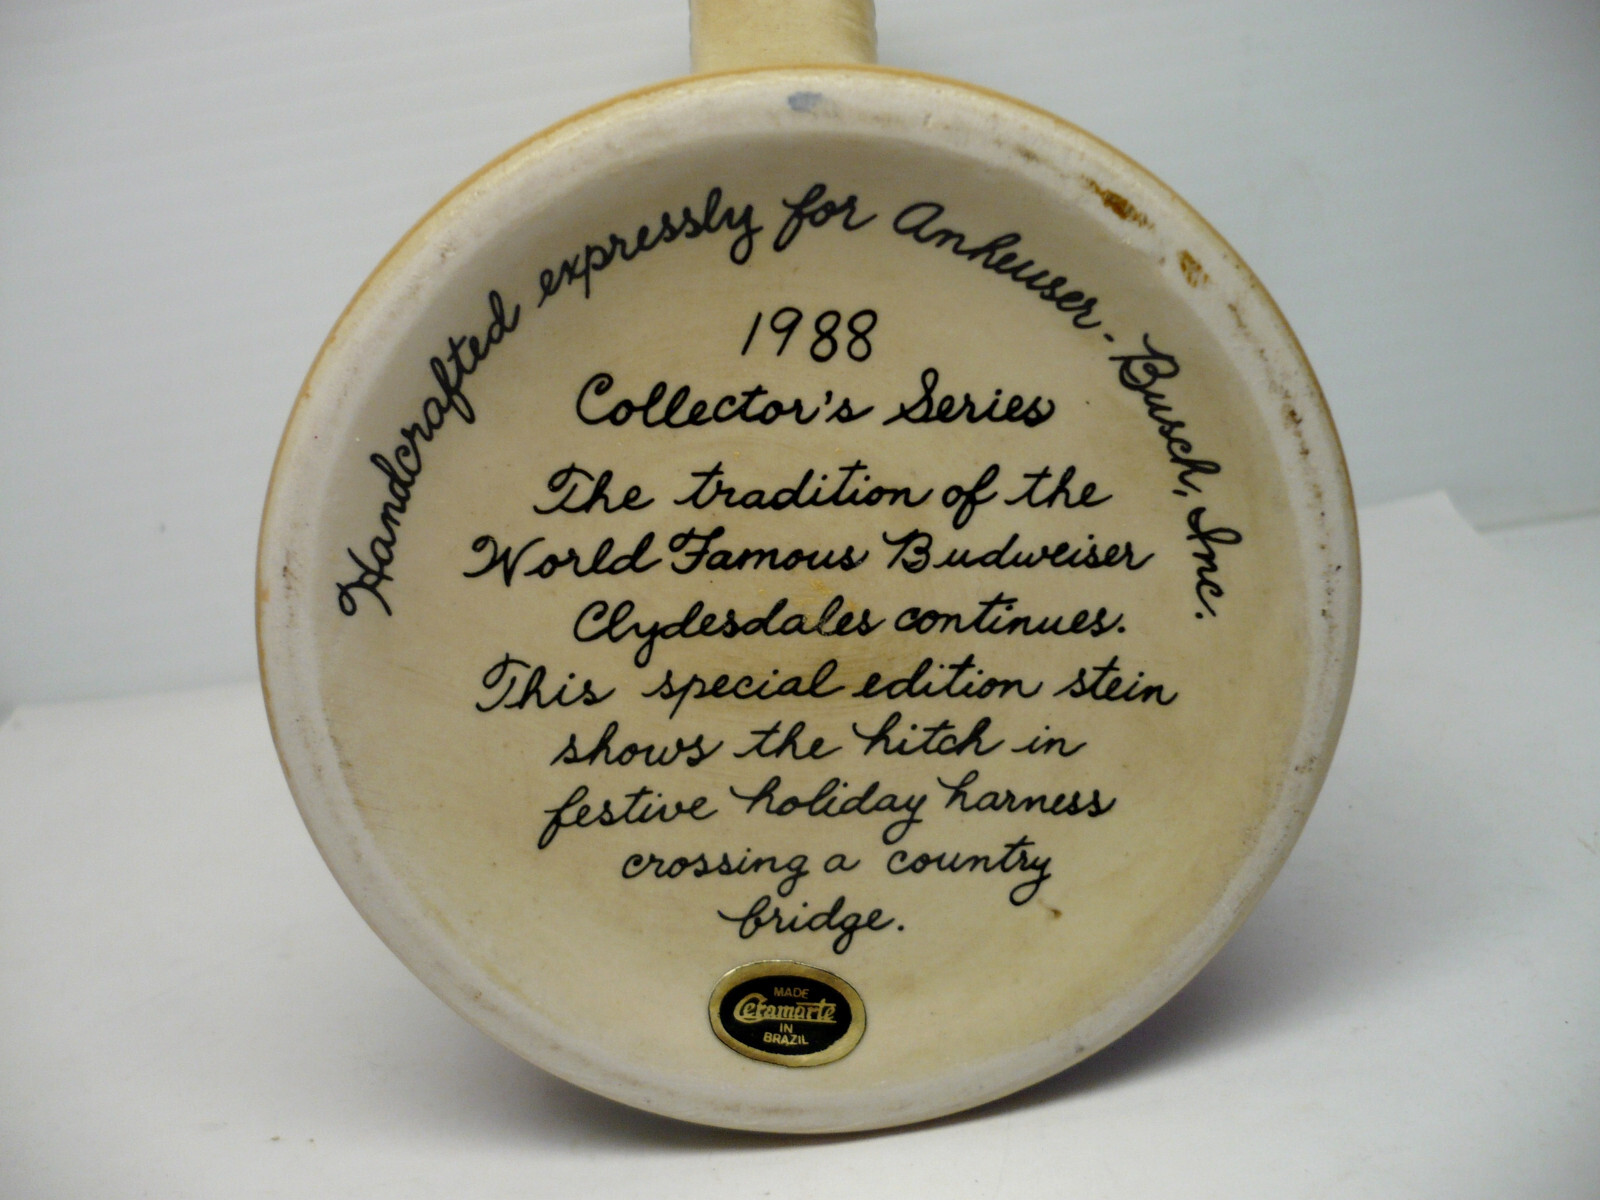 Handcrafted expressly for Anheuser-Busch, Inc.
1988
Collector's Series
The tradition of the
World Famous Budweiser
Clydesdales continues.
This special edition stein
shows the hitch in
festive holiday harness
crossing a country
bridge.
MADE
Ceramarte
IN
BRAZIL